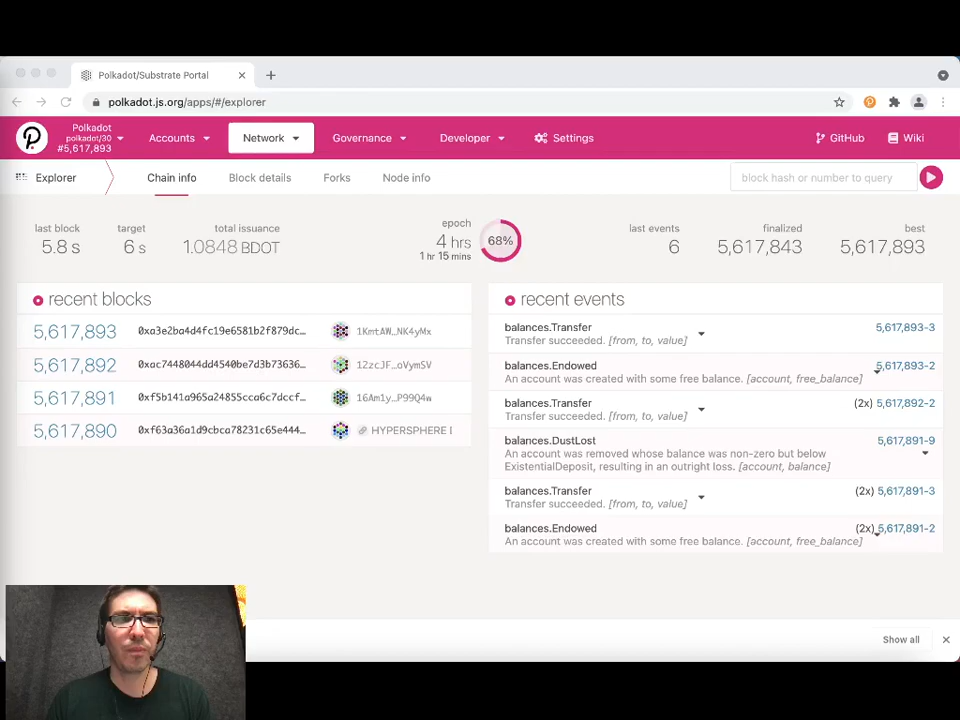 Polkadot/Substrate Portal
polkadot.js.org/apps/#/explorer
Polkadot
polkadot/30
#5,617,893
Accounts
Network
Governance
Developer
Settings
GitHub
Wiki
Explorer
Chain info
Block details
Forks
Node info
block hash or number to query
last block
5.8 s
target
6 s
total issuance
1.0848 BDOT
epoch
4 hrs
1 hr 15 mins
68%
last events
6
finalized
5,617,843
best
5,617,893
recent blocks
5,617,893 0xa3e2ba4d4fc19e6581b2f879dc… 1KmtAW…NK4yMx
5,617,892 0xac7448044dd4540be7d3b73636… 12zcJF…oVymSV
5,617,891 0xf5b141a965a24855cca6c7dccf… 16Am1y…P99Q4w
5,617,890 0xf63a36a1d9cbca78231c65e444… HYPERSPHERE
recent events
balances.Transfer 5,617,893-3
Transfer succeeded. [from, to, value]
balances.Endowed 5,617,893-2
An account was created with some free balance. [account, free_balance]
balances.Transfer (2x) 5,617,892-2
Transfer succeeded. [from, to, value]
balances.DustLost 5,617,891-9
An account was removed whose balance was non-zero but below
ExistentialDeposit, resulting in an outright loss. [account, balance]
balances.Transfer (2x) 5,617,891-3
Transfer succeeded. [from, to, value]
balances.Endowed (2x) 5,617,891-2
An account was created with some free balance. [account, free_balance]
Show all